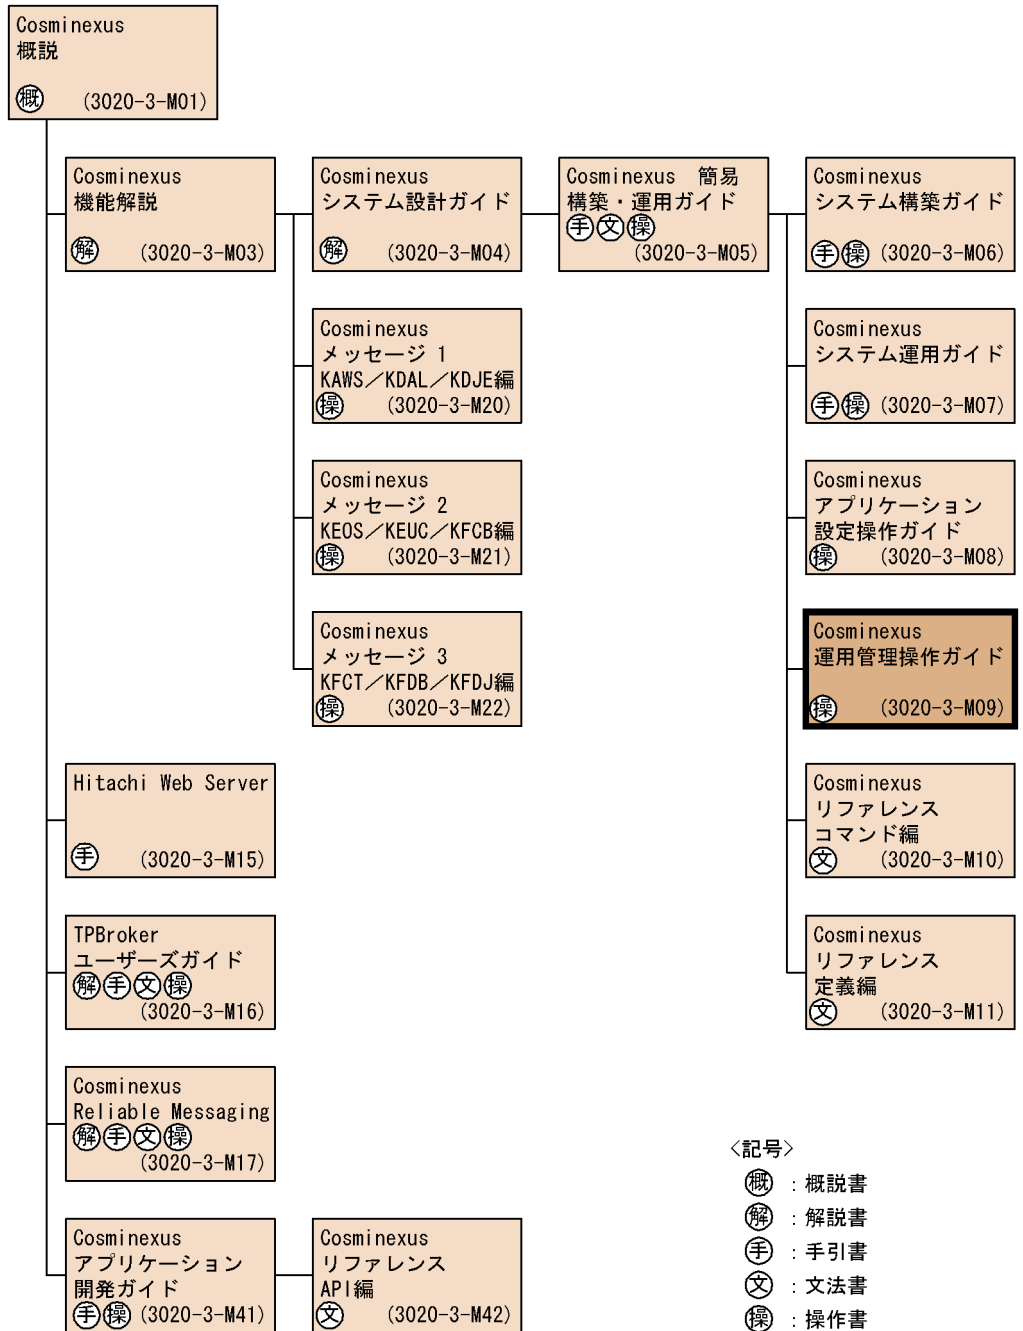 Cosminexus
概説
概 (3020-3-M01)
Cosminexus
機能解説
解 (3020-3-M03)
Cosminexus
システム設計ガイド
解 (3020-3-M04)
Cosminexus 簡易
構築・運用ガイド
手文操
(3020-3-M05)
Cosminexus
システム構築ガイド
手操 (3020-3-M06)
Cosminexus
メッセージ 1
KAWS／KDAL／KDJE編
操 (3020-3-M20)
Cosminexus
システム運用ガイド
手操 (3020-3-M07)
Cosminexus
メッセージ 2
KEOS／KEUC／KFCB編
操 (3020-3-M21)
Cosminexus
アプリケーション
設定操作ガイド
操 (3020-3-M08)
Cosminexus
メッセージ 3
KFCT／KFDB／KFDJ編
操 (3020-3-M22)
Cosminexus
運用管理操作ガイド
操 (3020-3-M09)
Hitachi Web Server
手 (3020-3-M15)
Cosminexus
リファレンス
コマンド編
文 (3020-3-M10)
TPBroker
ユーザーズガイド
解手文操
(3020-3-M16)
Cosminexus
リファレンス
定義編
文 (3020-3-M11)
Cosminexus
Reliable Messaging
解手文操
(3020-3-M17)
Cosminexus
アプリケーション
開発ガイド
手操 (3020-3-M41)
Cosminexus
リファレンス
API編
文 (3020-3-M42)
〈記号〉
概 : 概説書
解 : 解説書
手 : 手引書
文 : 文法書
操 : 操作書